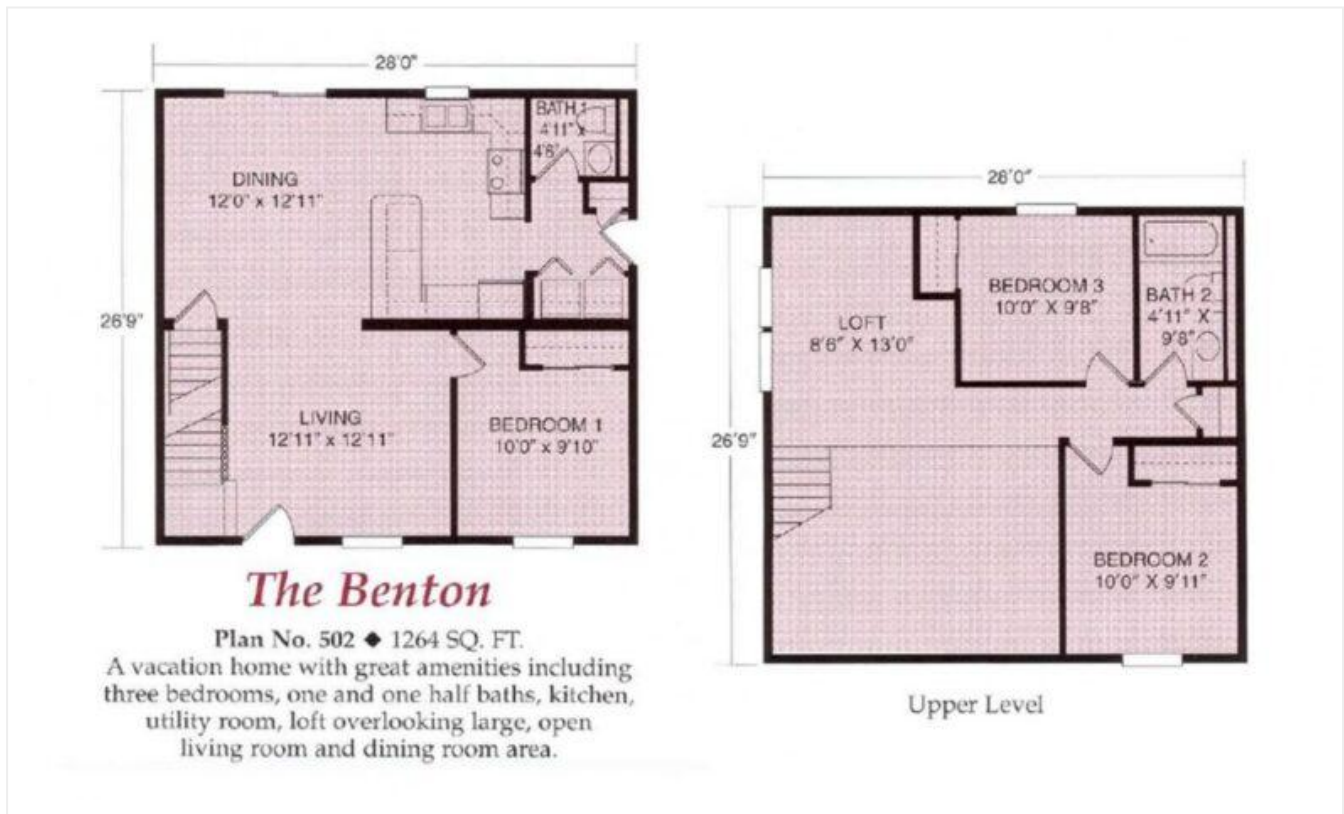 28'0"
BATH 1
4'11" x
4'6"
DINING
12'0" x 12'11"
26'9"
LIVING
12'11" x 12'11"
BEDROOM 1
10'0" x 9'10"
The Benton
Plan No. 502 ◆ 1264 SQ. FT.
A vacation home with great amenities including
three bedrooms, one and one half baths, kitchen,
utility room, loft overlooking large, open
living room and dining room area.
28'0"
BEDROOM 3
10'0" X 9'8"
BATH 2
4'11" X
9'8"
LOFT
8'6" X 13'0"
26'9"
BEDROOM 2
10'0" X 9'11"
Upper Level